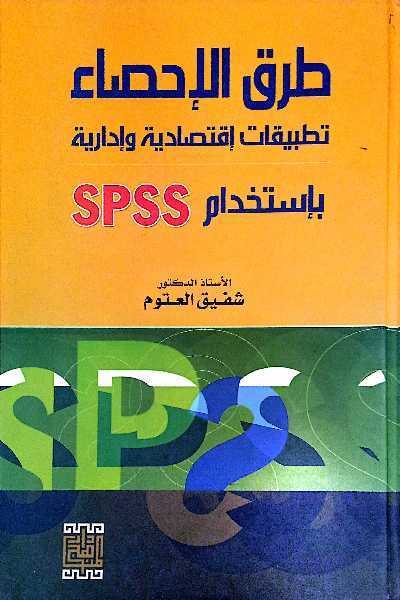 طرق الإحصاء
تطبيقات إقتصادية وإدارية
بإستخدام SPSS
الأستاذ الدكتور
شفيق العتوم
SPSS